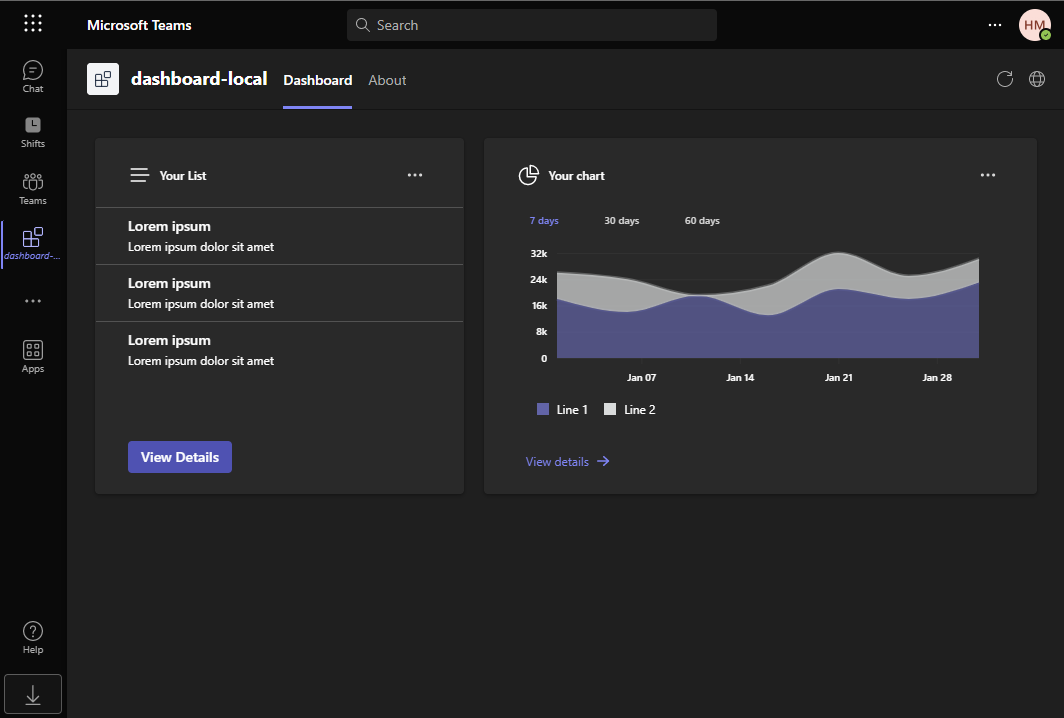 Microsoft Teams
Search
HM
Chat
Shifts
Teams
dashboard-...
Apps
Help
dashboard-local
Dashboard
About
Your List
Lorem ipsum
Lorem ipsum dolor sit amet
Lorem ipsum
Lorem ipsum dolor sit amet
Lorem ipsum
Lorem ipsum dolor sit amet
View Details
Your chart
7 days 30 days 60 days
32k
24k
16k
8k
0
Jan 07 Jan 14 Jan 21 Jan 28
Line 1 Line 2
View details